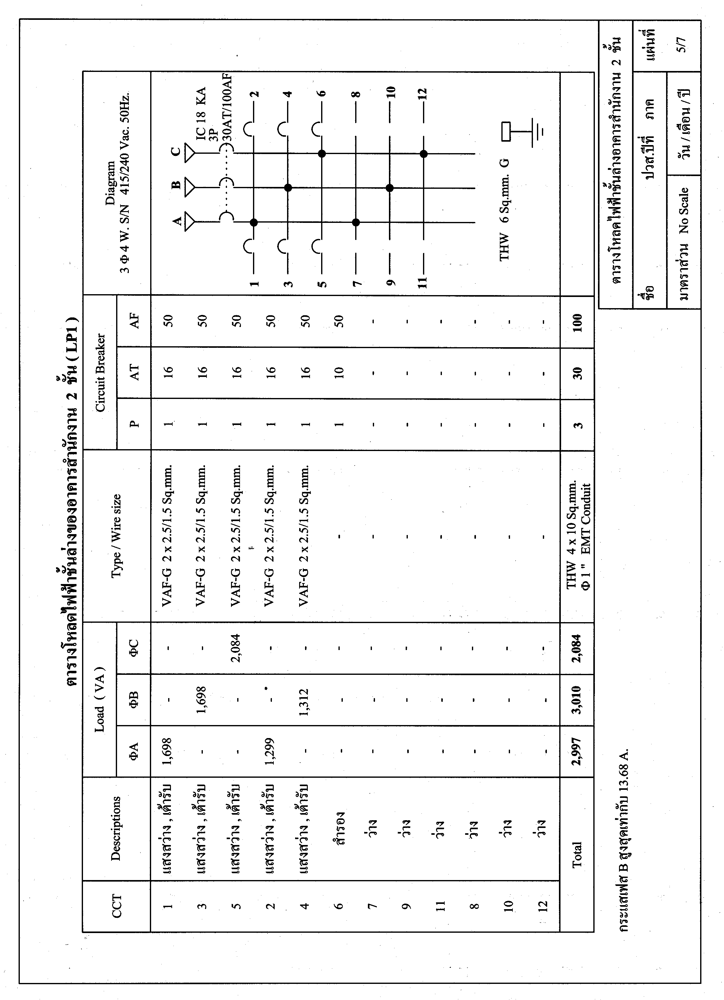 ตารางโหลดไฟฟ้าชั้นล่างของอาคารสำนักงาน 2 ชั้น ( LP1 )
CCT Descriptions Load ( VA ) Type / Wire size Circuit Breaker Diagram
3 Φ 4 W. S/N 415/240 Vac. 50Hz.
ΦA ΦB ΦC P AT AF
1 แสงสว่าง , เต้ารับ 1,698 - - VAF-G 2 x 2.5/1.5 Sq.mm. 1 16 50
3 แสงสว่าง , เต้ารับ - 1,698 - VAF-G 2 x 2.5/1.5 Sq.mm. 1 16 50
5 แสงสว่าง , เต้ารับ - - 2,084 VAF-G 2 x 2.5/1.5 Sq.mm. 1 16 50
2 แสงสว่าง , เต้ารับ 1,299 - - VAF-G 2 x 2.5/1.5 Sq.mm. 1 16 50
4 แสงสว่าง , เต้ารับ - 1,312 - VAF-G 2 x 2.5/1.5 Sq.mm. 1 16 50
6 สำรอง - - - - 1 10 50
7 ว่าง - - - - - - -
9 ว่าง - - - - - - -
11 ว่าง - - - - - - -
8 ว่าง - - - - - - -
10 ว่าง - - - - - - -
12 ว่าง - - - - - - -
Total 2,997 3,010 2,084 THW 4 x 10 Sq.mm. 3 30 100
Φ 1 " EMT Conduit
A B C
IC 18 KA
3P
30AT/100AF
1 2
3 4
5 6
7 8
9 10
11 12
THW 6 Sq.mm. G
กระแสเฟส B สูงสุดเท่ากับ 13.68 A.
ตารางโหลดไฟฟ้าชั้นล่างอาคารสำนักงาน 2 ชั้น
ชื่อ ปวส.ปีที่ ภาค แผ่นที่
มาตราส่วน No Scale วัน / เดือน / ปี 5/7